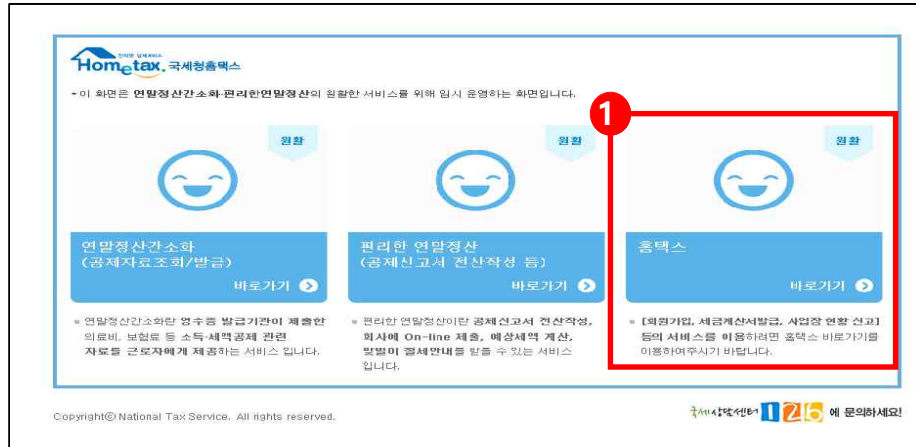 편리한 납세서비스
Hometax. 국세청홈택스
이 화면은 연말정산간소화·편리한연말정산의 원활한 서비스를 위해 임시 운영하는 화면입니다.
1
원활
원활
원활
연말정산간소화
(공제자료조회/발급)
바로가기
편리한 연말정산
(공제신고서 전산작성 등)
바로가기
홈택스
바로가기
연말정산간소화란 영수증 발급기관이 제출한
의료비, 보험료 등 소득·세액공제 관련
자료를 근로자에게 제공하는 서비스 입니다.
편리한 연말정산이란 공제신고서 전산작성,
회사에 On-line 제출, 예상세액 계산,
맞벌이 절세안내를 받을 수 있는 서비스
입니다.
[회원가입, 세금계산서발급, 사업장 현황 신고]
등의 서비스를 이용하려면 홈택스 바로가기를
이용하여주시기 바랍니다.
Copyright© National Tax Service. All rights reserved.
국세상담센터 126 에 문의하세요!